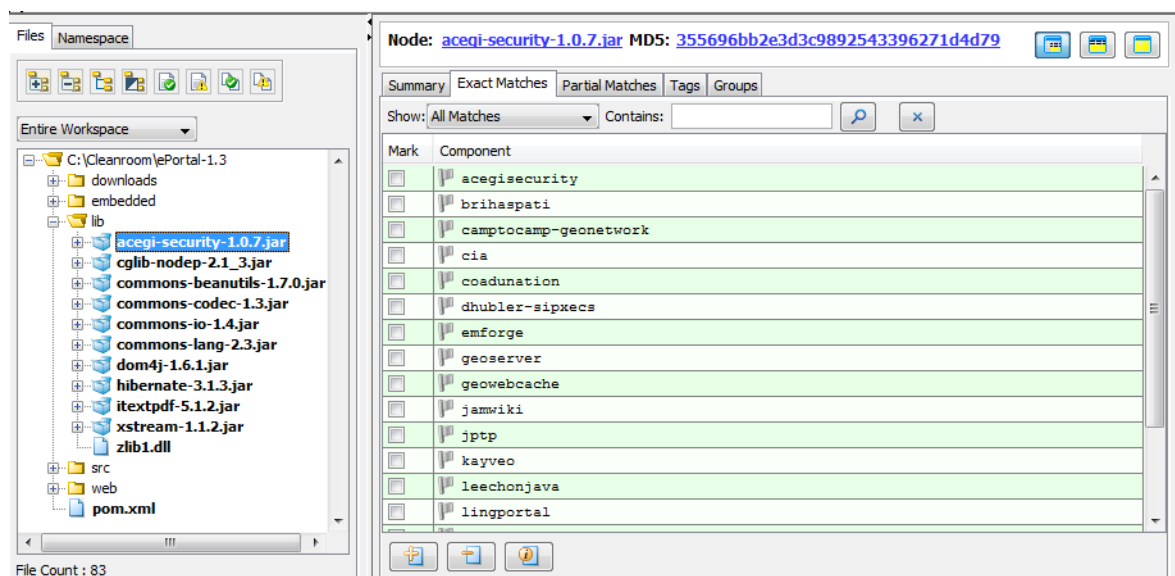 Files Namespace
Entire Workspace
C:\Cleanroom\ePortal-1.3
downloads
embedded
lib
acegi-security-1.0.7.jar
cglib-nodep-2.1_3.jar
commons-beanutils-1.7.0.jar
commons-codec-1.3.jar
commons-io-1.4.jar
commons-lang-2.3.jar
dom4j-1.6.1.jar
hibernate-3.1.3.jar
itextpdf-5.1.2.jar
xstream-1.1.2.jar
zlib1.dll
src
web
pom.xml
File Count : 83
Node: acegi-security-1.0.7.jar MD5: 355696bb2e3d3c9892543396271d4d79
Summary Exact Matches Partial Matches Tags Groups
Show: All Matches Contains:
Mark Component
acegisecurity
brihaspati
camptocamp-geonetwork
cia
coadunation
dhubler-sipxecs
emforge
geoserver
geowebcache
jamwiki
jptp
kayveo
leechonjava
lingportal